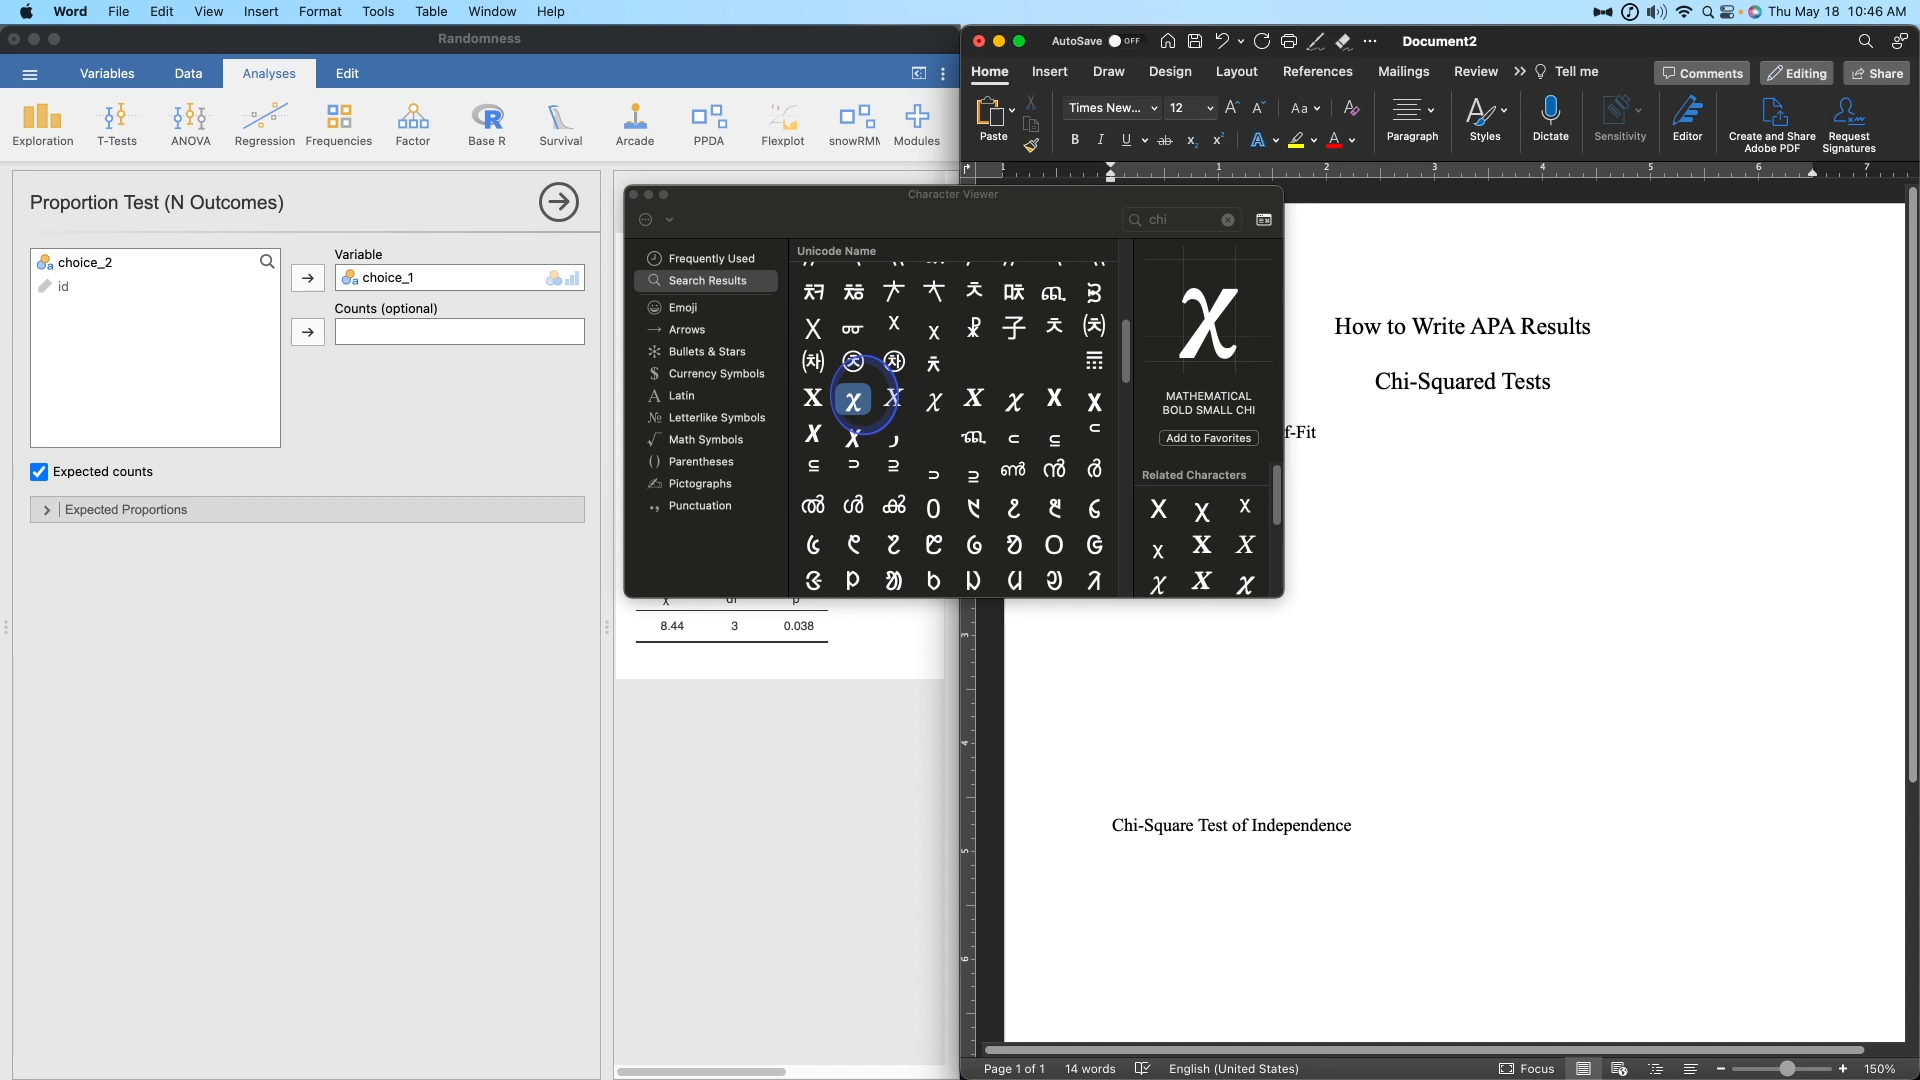 Word File Edit View Insert Format Tools Table Window Help
Thu May 18 10:46 AM
Randomness
Variables Data Analyses Edit
Exploration T-Tests ANOVA Regression Frequencies Factor Base R Survival Arcade PPDA Flexplot snowRMM Modules
Proportion Test (N Outcomes)
choice_2
id
Variable
choice_1
Counts (optional)
Expected counts
Expected Proportions
χ df p
8.44 3 0.038
Character Viewer
chi
Frequently Used
Search Results
Emoji
Arrows
Bullets & Stars
Currency Symbols
Latin
Letterlike Symbols
Math Symbols
Parentheses
Pictographs
Punctuation
Unicode Name
χ
MATHEMATICAL
BOLD SMALL CHI
Add to Favorites
Related Characters
AutoSave OFF
Document2
Home Insert Draw Design Layout References Mailings Review Tell me
Comments Editing Share
Paste
Times New... 12
Paragraph Styles Dictate Sensitivity Editor
Create and Share
Adobe PDF
Request
Signatures
How to Write APA Results
Chi-Squared Tests
f-Fit
Chi-Square Test of Independence
Page 1 of 1 14 words English (United States) Focus 150%